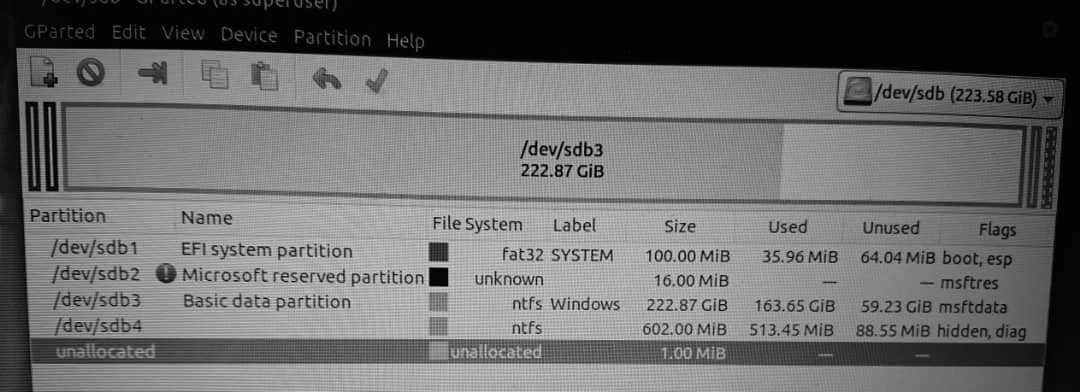 GParted Edit View Device Partition Help
/dev/sdb (223.58 GiB)
/dev/sdb3
222.87 GiB
Partition Name File System Label Size Used Unused Flags
/dev/sdb1 EFI system partition fat32 SYSTEM 100.00 MiB 35.96 MiB 64.04 MiB boot, esp
/dev/sdb2 Microsoft reserved partition unknown 16.00 MiB — — msftres
/dev/sdb3 Basic data partition ntfs Windows 222.87 GiB 163.65 GiB 59.23 GiB msftdata
/dev/sdb4 ntfs 602.00 MiB 513.45 MiB 88.55 MiB hidden, diag
unallocated unallocated 1.00 MiB — —